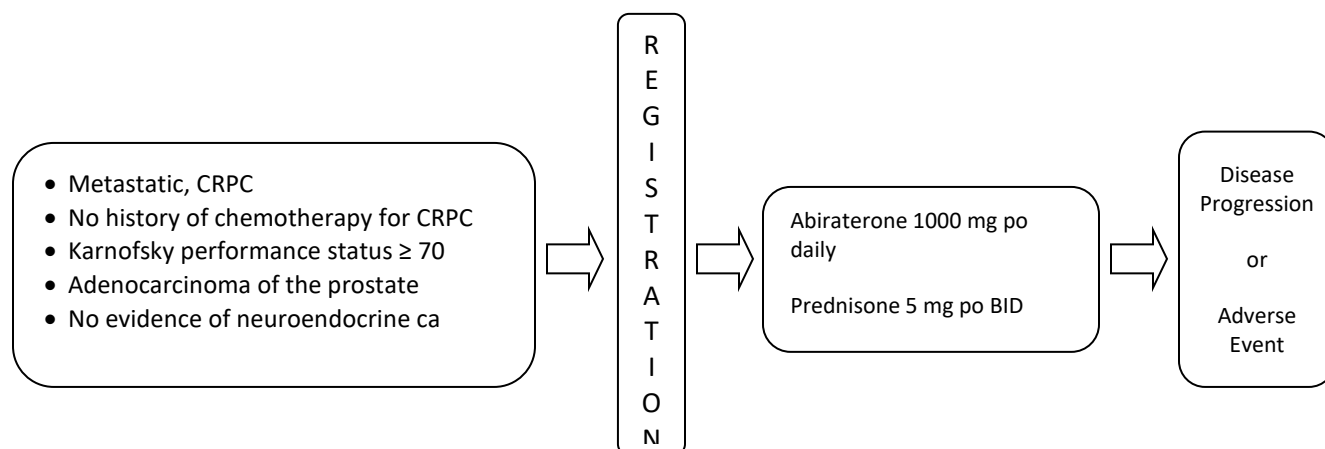 • Metastatic, CRPC
• No history of chemotherapy for CRPC
• Karnofsky performance status ≥ 70
• Adenocarcinoma of the prostate
• No evidence of neuroendocrine ca
R
E
G
I
S
T
R
A
T
I
O
N
Abiraterone 1000 mg po
daily
Prednisone 5 mg po BID
Disease
Progression
or
Adverse
Event